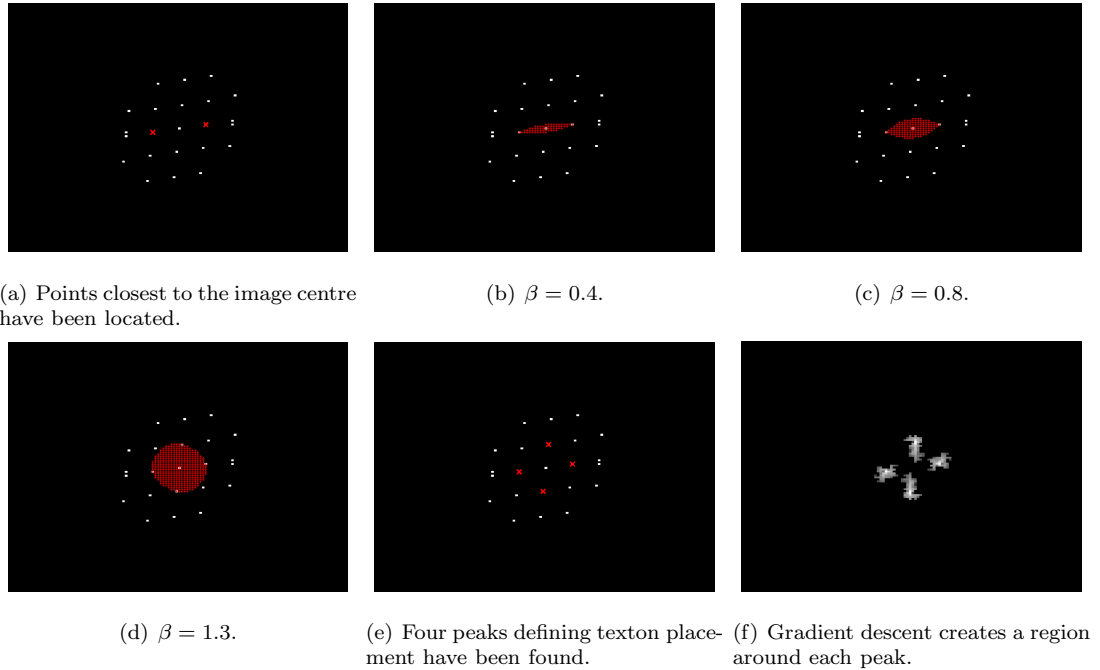 (a) Points closest to the image centre
have been located.
(b) β = 0.4.
(c) β = 0.8.
(d) β = 1.3.
(e) Four peaks defining texton place-
ment have been found.
(f) Gradient descent creates a region
around each peak.